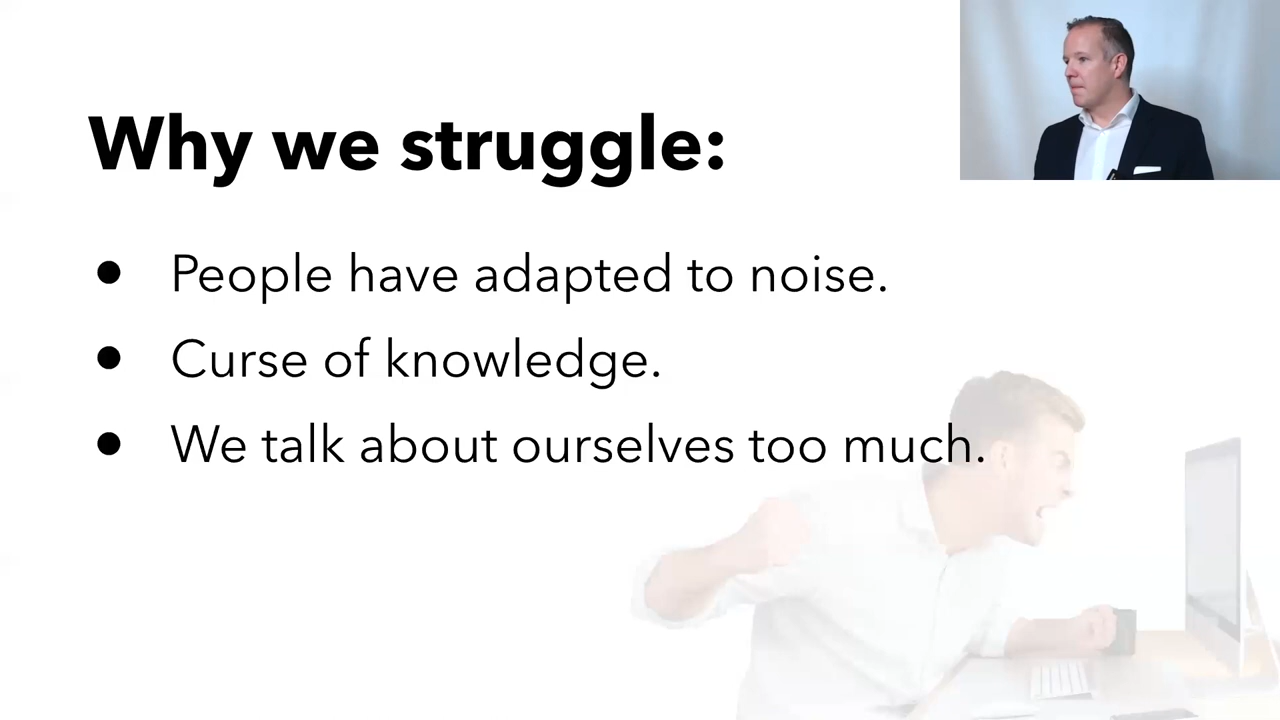 Why we struggle:
● People have adapted to noise.
● Curse of knowledge.
● We talk about ourselves too much.